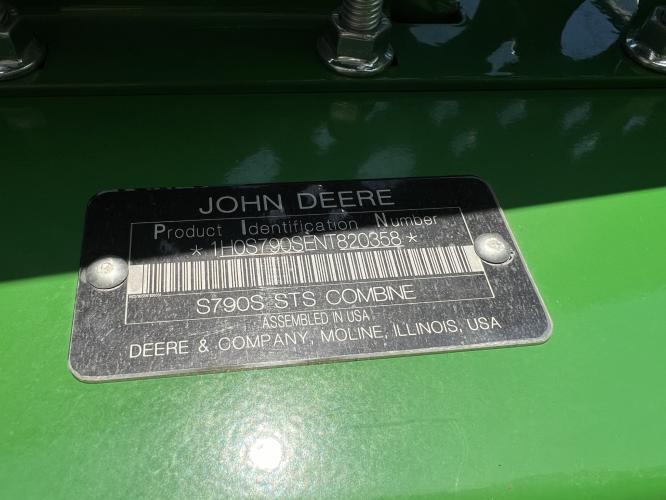 JOHN DEERE
Product Identification Number
* 1H0S790SENT820358 *
S790S STS COMBINE
ASSEMBLED IN USA
DEERE & COMPANY, MOLINE, ILLINOIS, USA